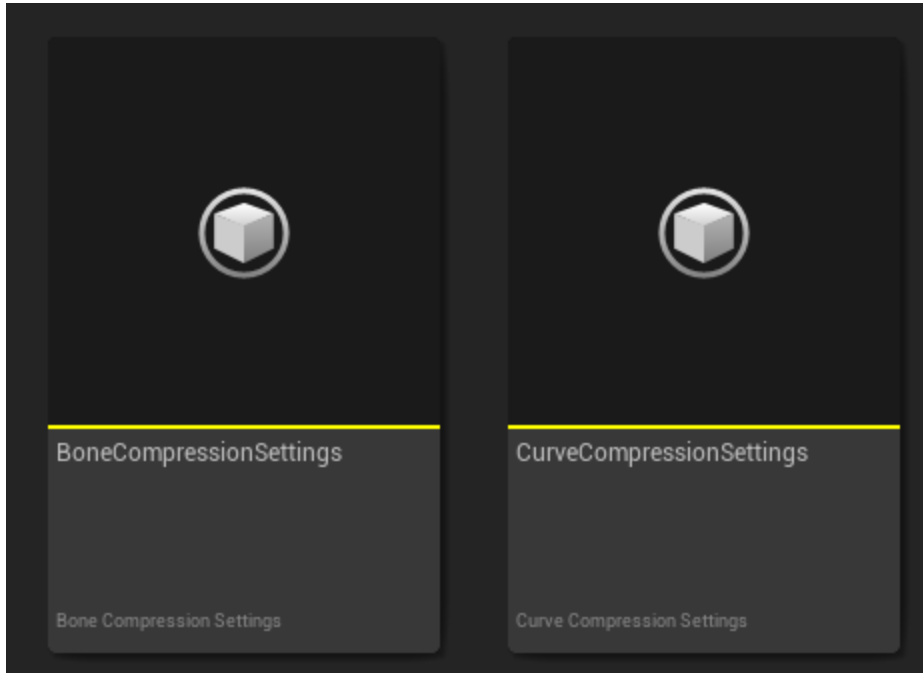 BoneCompressionSettings
Bone Compression Settings
CurveCompressionSettings
Curve Compression Settings